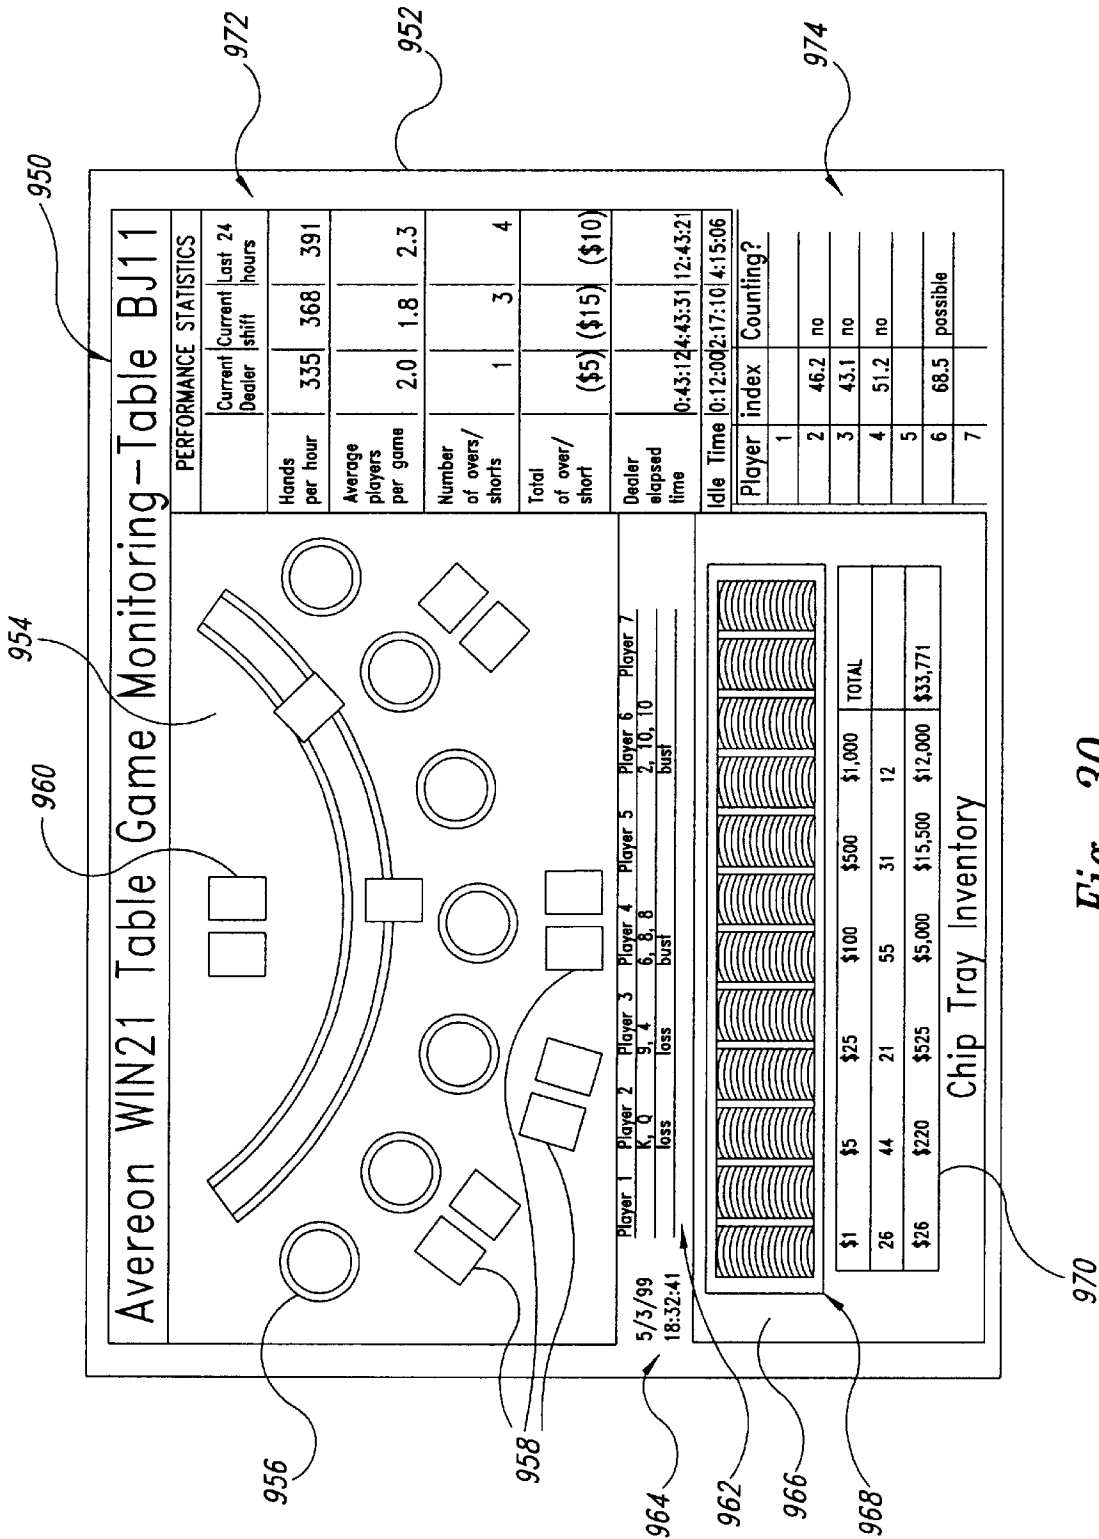 950
972
952
974
954
960
956
958
964
962
966
968
970
Avereon WIN21 Table Game Monitoring-Table BJ11
PERFORMANCE STATISTICS
Current Dealer Current shift Last 24 hours
Hands per hour 335 368 391
Average players per game 2.0 1.8 2.3
Number of overs/ shorts 1 3 4
Total of over/ short ($5) ($15) ($10)
Dealer elapsed time 0:43:12 4:43:31 12:43:21
Idle Time 0:12:00 2:17:10 4:15:06
Player index Counting?
1
2 46.2 no
3 43.1 no
4 51.2 no
5
6 68.5 possible
7
5/3/99
18:32:41
Player 1 Player 2 Player 3 Player 4 Player 5 Player 6 Player 7
K, Q 9, 4 6, 8, 8 2, 10, 10
loss loss bust bust
$1 $5 $25 $100 $500 $1,000 TOTAL
26 44 21 55 31 12
$26 $220 $525 $5,000 $15,500 $12,000 $33,771
Chip Tray Inventory
Fig. 30